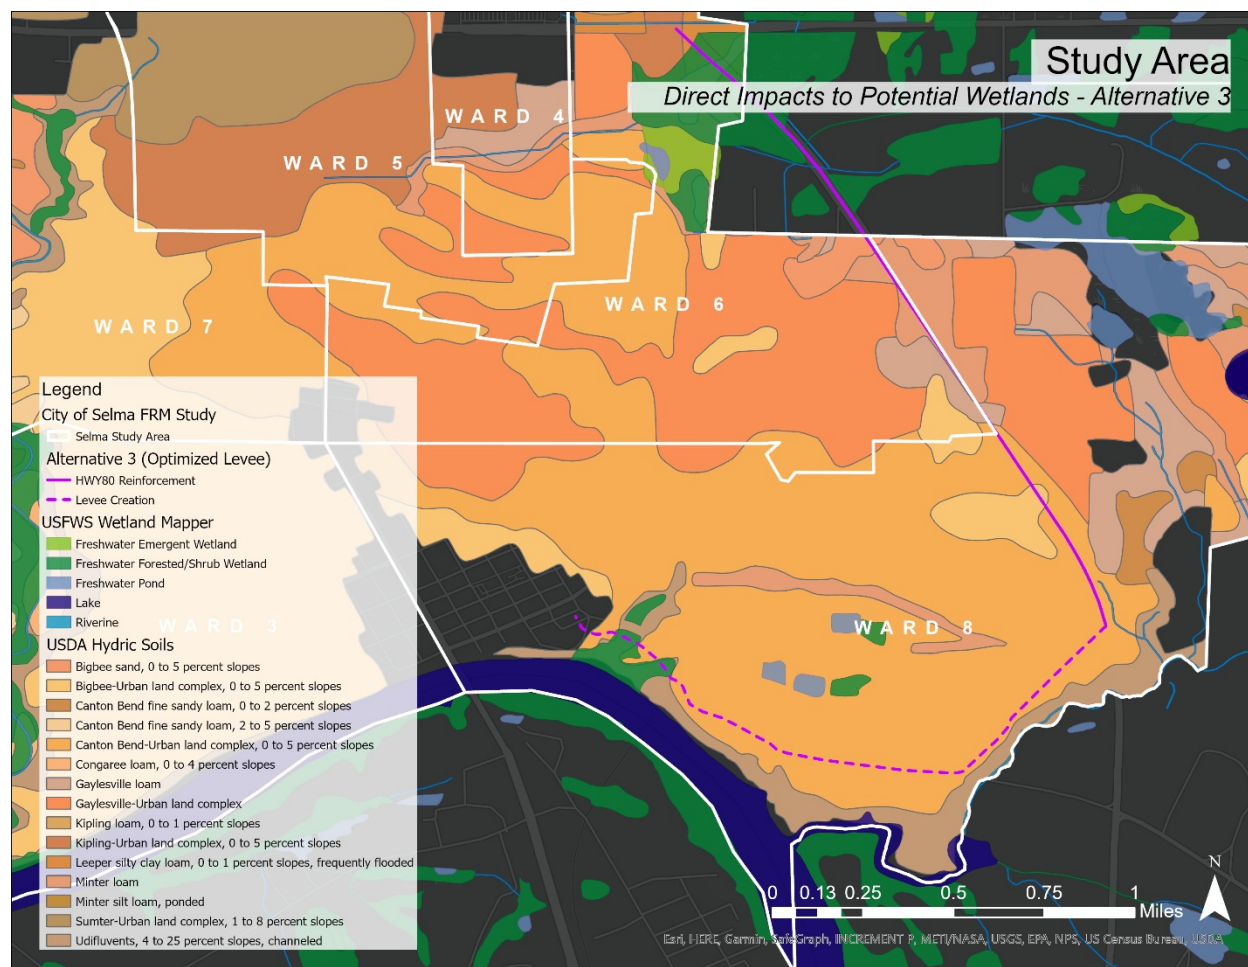 Study Area
Direct Impacts to Potential Wetlands - Alternative 3
WARD 4
WARD 5
WARD 6
WARD 7
Legend
City of Selma FRM Study
Selma Study Area
Alternative 3 (Optimized Levee)
HWY80 Reinforcement
Levee Creation
USFWS Wetland Mapper
Freshwater Emergent Wetland
Freshwater Forested/Shrub Wetland
Freshwater Pond
Lake
Riverine
WARD 3
WARD 8
USDA Hydric Soils
Bigbee sand, 0 to 5 percent slopes
Bigbee-Urban land complex, 0 to 5 percent slopes
Canton Bend fine sandy loam, 0 to 2 percent slopes
Canton Bend fine sandy loam, 2 to 5 percent slopes
Canton Bend-Urban land complex, 0 to 5 percent slopes
Congaree loam, 0 to 4 percent slopes
Gaylesville loam
Gaylesville-Urban land complex
Kipling loam, 0 to 1 percent slopes
Kipling-Urban land complex, 0 to 5 percent slopes
Leeper silty clay loam, 0 to 1 percent slopes, frequently flooded
Minter loam
Minter silt loam, ponded
Sumter-Urban land complex, 1 to 8 percent slopes
Udifluvents, 4 to 25 percent slopes, channeled
N
0 0.13 0.25 0.5 0.75 1
Miles
Esri, HERE, Garmin, SafeGraph, INCREMENT P, METI/NASA, USGS, EPA, NPS, US Census Bureau, USDA